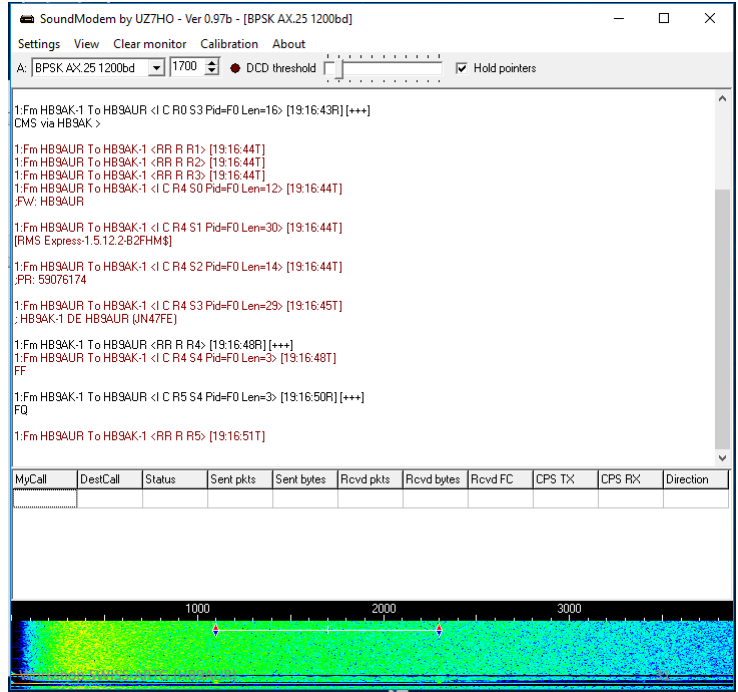 SoundModem by UZ7HO - Ver 0.97b - [BPSK AX.25 1200bd]
Settings View Clear monitor Calibration About
A: BPSK AX.25 1200bd 1700 DCD threshold Hold pointers
1:Fm HB9AK-1 To HB9AUR <I C R0 S3 Pid=F0 Len=16> [19:16:43R] [+++]
CMS via HB9AK >
1:Fm HB9AUR To HB9AK-1 <RR R R1> [19:16:44T]
1:Fm HB9AUR To HB9AK-1 <RR R R2> [19:16:44T]
1:Fm HB9AUR To HB9AK-1 <RR R R3> [19:16:44T]
1:Fm HB9AUR To HB9AK-1 <I C R4 S0 Pid=F0 Len=12> [19:16:44T]
;FW: HB9AUR
1:Fm HB9AUR To HB9AK-1 <I C R4 S1 Pid=F0 Len=30> [19:16:44T]
[RMS Express-1.5.12.2-B2FHM$]
1:Fm HB9AUR To HB9AK-1 <I C R4 S2 Pid=F0 Len=14> [19:16:44T]
;PR: 59076174
1:Fm HB9AUR To HB9AK-1 <I C R4 S3 Pid=F0 Len=29> [19:16:45T]
; HB9AK-1 DE HB9AUR (JN47FE)
1:Fm HB9AK-1 To HB9AUR <RR R R4> [19:16:48R] [+++]
1:Fm HB9AUR To HB9AK-1 <I C R4 S4 Pid=F0 Len=3> [19:16:48T]
FF
1:Fm HB9AK-1 To HB9AUR <I C R5 S4 Pid=F0 Len=3> [19:16:50R] [+++]
FQ
1:Fm HB9AUR To HB9AK-1 <RR R R5> [19:16:51T]
MyCall DestCall Status Sent pkts Sent bytes Rcvd pkts Rcvd bytes Rcvd FC CPS TX CPS RX Direction
1000 2000 3000